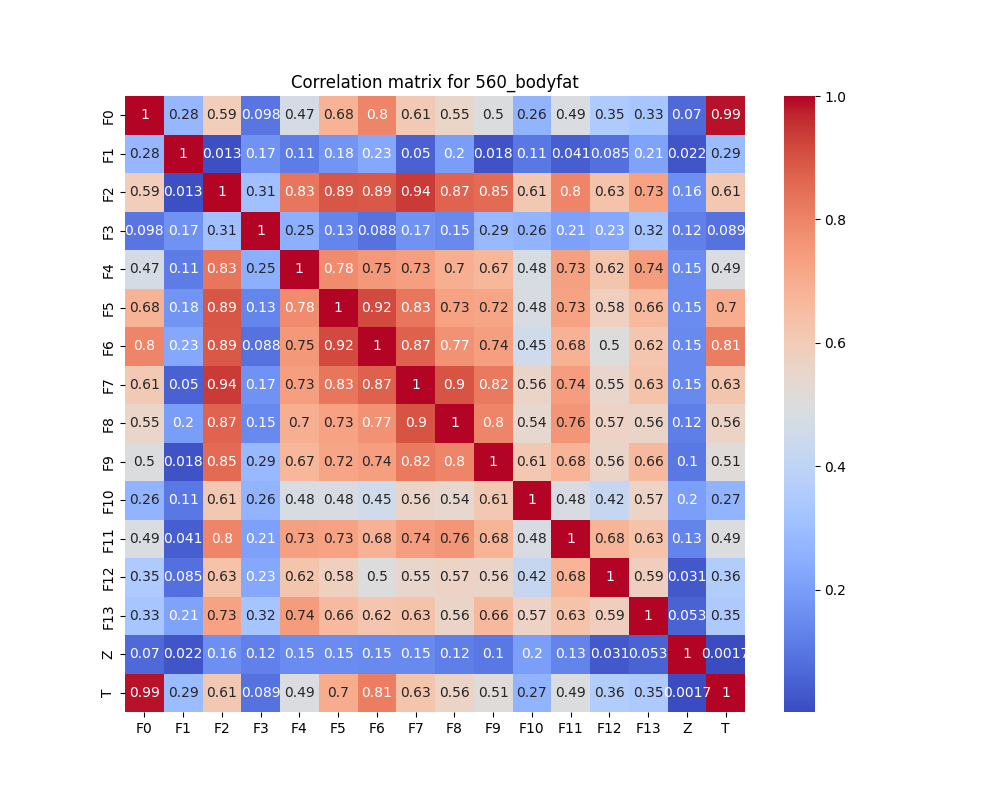 Correlation matrix for 560_bodyfat
F0 1 0.28 0.59 0.098 0.47 0.68 0.8 0.61 0.55 0.5 0.26 0.49 0.35 0.33 0.07 0.99
F1 0.28 1 0.013 0.17 0.11 0.18 0.23 0.05 0.2 0.018 0.11 0.041 0.085 0.21 0.022 0.29
F2 0.59 0.013 1 0.31 0.83 0.89 0.89 0.94 0.87 0.85 0.61 0.8 0.63 0.73 0.16 0.61
F3 0.098 0.17 0.31 1 0.25 0.13 0.088 0.17 0.15 0.29 0.26 0.21 0.23 0.32 0.12 0.089
F4 0.47 0.11 0.83 0.25 1 0.78 0.75 0.73 0.7 0.67 0.48 0.73 0.62 0.74 0.15 0.49
F5 0.68 0.18 0.89 0.13 0.78 1 0.92 0.83 0.73 0.72 0.48 0.73 0.58 0.66 0.15 0.7
F6 0.8 0.23 0.89 0.088 0.75 0.92 1 0.87 0.77 0.74 0.45 0.68 0.5 0.62 0.15 0.81
F7 0.61 0.05 0.94 0.17 0.73 0.83 0.87 1 0.9 0.82 0.56 0.74 0.55 0.63 0.15 0.63
F8 0.55 0.2 0.87 0.15 0.7 0.73 0.77 0.9 1 0.8 0.54 0.76 0.57 0.56 0.12 0.56
F9 0.5 0.018 0.85 0.29 0.67 0.72 0.74 0.82 0.8 1 0.61 0.68 0.56 0.66 0.1 0.51
F10 0.26 0.11 0.61 0.26 0.48 0.48 0.45 0.56 0.54 0.61 1 0.48 0.42 0.57 0.2 0.27
F11 0.49 0.041 0.8 0.21 0.73 0.73 0.68 0.74 0.76 0.68 0.48 1 0.68 0.63 0.13 0.49
F12 0.35 0.085 0.63 0.23 0.62 0.58 0.5 0.55 0.57 0.56 0.42 0.68 1 0.59 0.031 0.36
F13 0.33 0.21 0.73 0.32 0.74 0.66 0.62 0.63 0.56 0.66 0.57 0.63 0.59 1 0.053 0.35
Z 0.07 0.022 0.16 0.12 0.15 0.15 0.15 0.15 0.12 0.1 0.2 0.13 0.031 0.053 1 0.0017
T 0.99 0.29 0.61 0.089 0.49 0.7 0.81 0.63 0.56 0.51 0.27 0.49 0.36 0.35 0.0017 1
F0 F1 F2 F3 F4 F5 F6 F7 F8 F9 F10 F11 F12 F13 Z T
1.0
0.8
0.6
0.4
0.2